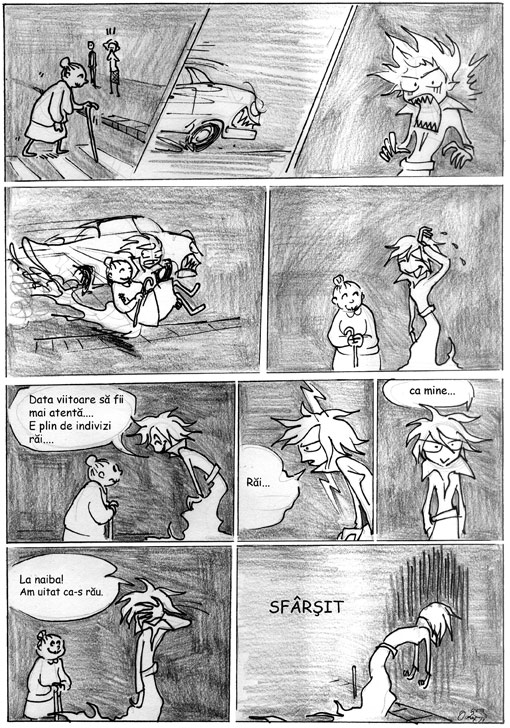 !!
Data viitoare să fii
mai atentă....
E plin de indivizi
răi....
Răi...
ca mine...
La naiba!
Am uitat ca-s rău.
SFÂRŞIT